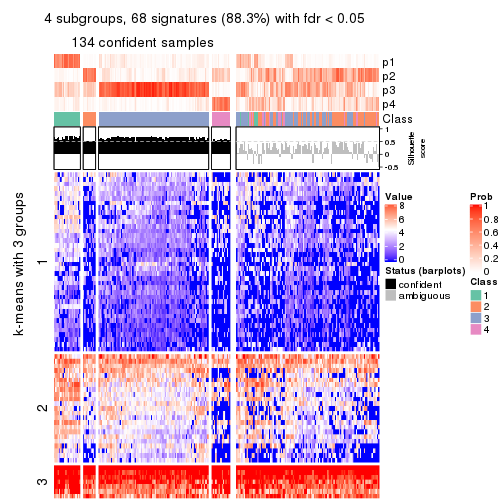 4 subgroups, 68 signatures (88.3%) with fdr < 0.05
134 confident samples
p1
p2
p3
p4
Class
1
0.5
0
-0.5
Silhouette
score
k-means with 3 groups
1
2
3
Value
8
6
4
2
0
Status (barplots)
confident
ambiguous
Prob
1
0.8
0.6
0.4
0.2
0
Class
1
2
3
4